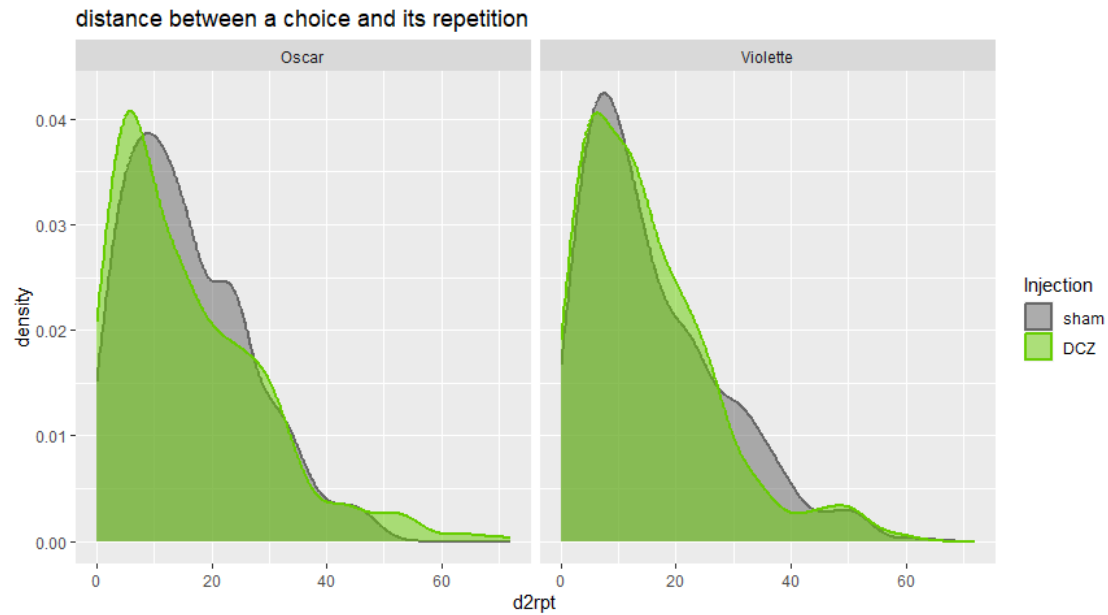 distance between a choice and its repetition
Oscar
Violette
density
0.04
0.03
0.02
0.01
0.00
0
20
40
60
0
20
40
60
d2rpt
Injection
sham
DCZ